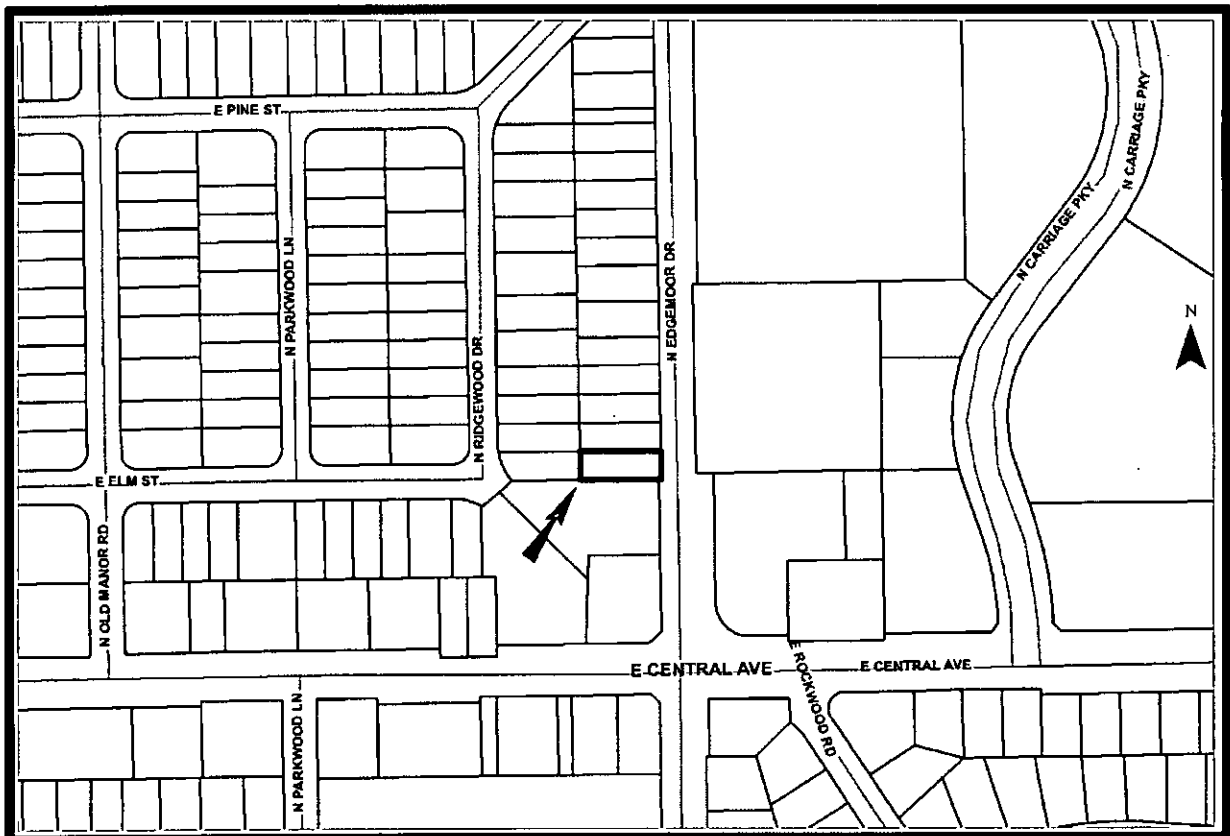 E PINE ST
N CARRIAGE PKY
N CARRIAGE PKY
N PARKWOOD LN
N RIDGEWOOD DR
N EDGEMOOR DR
N
E ELM ST
N OLD MANOR RD
E CENTRAL AVE
E CENTRAL AVE
E ROCKWOOD RD
N PARKWOOD LN